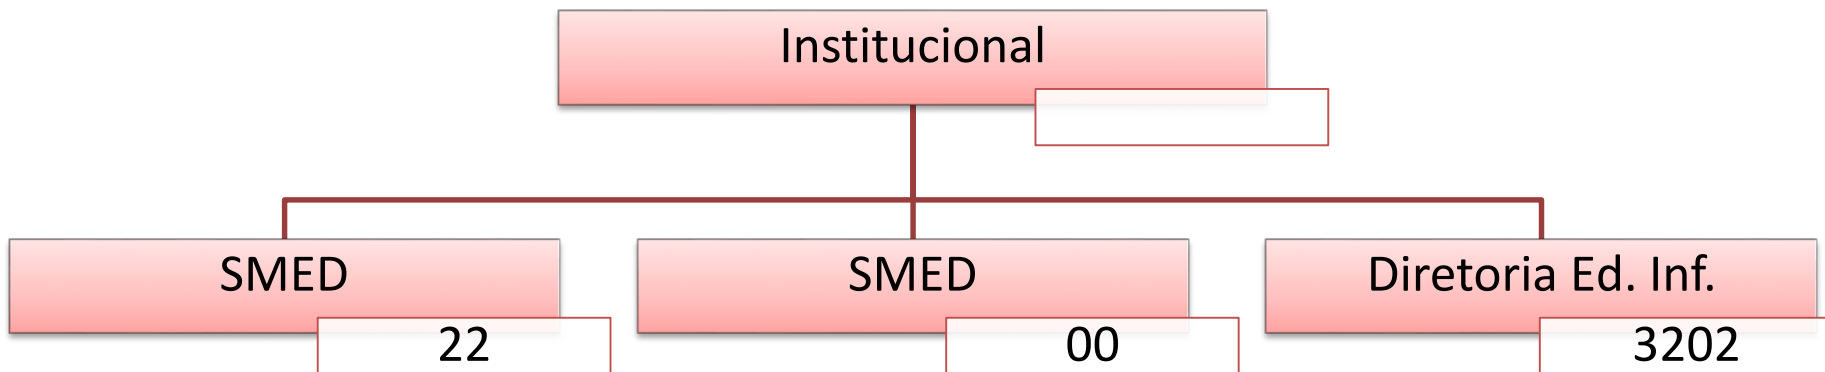 Institucional
SMED
22
SMED
00
Diretoria Ed. Inf.
3202